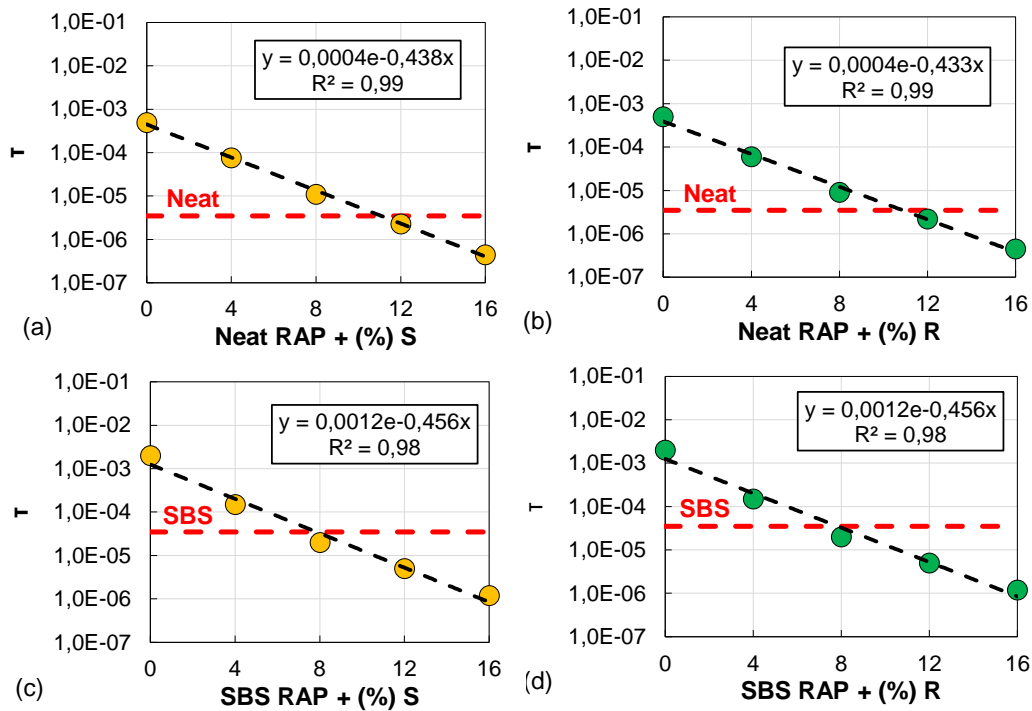 1,0E-01
1,0E-02
1,0E-03
1,0E-04
1,0E-05
1,0E-06
1,0E-07
τ
y = 0,0004e-0,438x
R² = 0,99
Neat
0 4 8 12 16
(a)
Neat RAP + (%) S
1,0E-01
1,0E-02
1,0E-03
1,0E-04
1,0E-05
1,0E-06
1,0E-07
τ
y = 0,0004e-0,433x
R² = 0,99
Neat
0 4 8 12 16
(b)
Neat RAP + (%) R
1,0E-01
1,0E-02
1,0E-03
1,0E-04
1,0E-05
1,0E-06
1,0E-07
τ
y = 0,0012e-0,456x
R² = 0,98
SBS
0 4 8 12 16
(c)
SBS RAP + (%) S
1,0E-01
1,0E-02
1,0E-03
1,0E-04
1,0E-05
1,0E-06
1,0E-07
τ
y = 0,0012e-0,456x
R² = 0,98
SBS
0 4 8 12 16
(d)
SBS RAP + (%) R